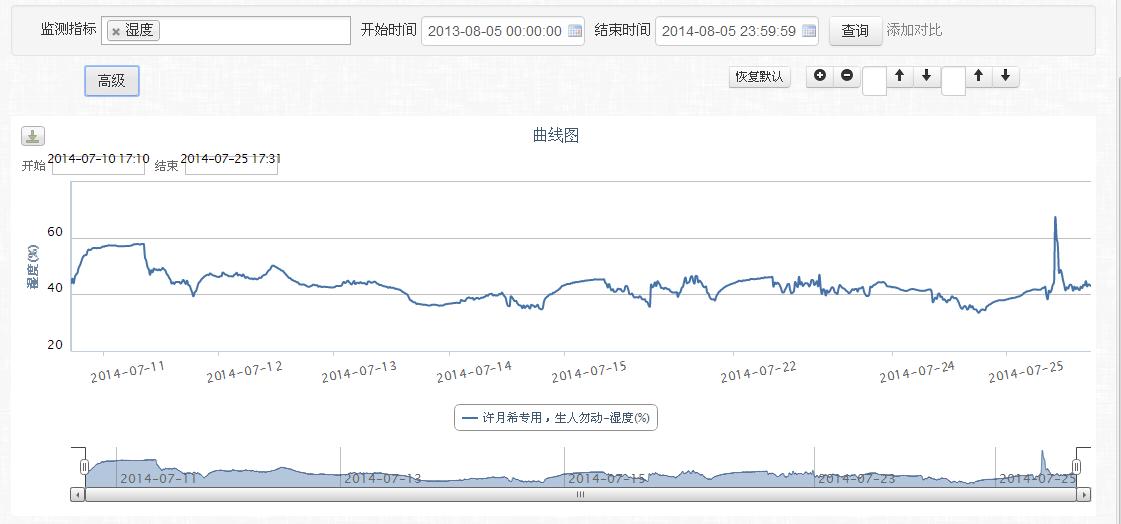 监测指标 × 湿度 开始时间 2013-08-05 00:00:00 结束时间 2014-08-05 23:59:59 查询 添加对比
高级 恢复默认
曲线图
开始 2014-07-10 17:10 结束 2014-07-25 17:31
湿度(%)
60
40
20
2014-07-11 2014-07-12 2014-07-13 2014-07-14 2014-07-15 2014-07-22 2014-07-24 2014-07-25
许月希专用，生人勿动-湿度(%)
2014-07-11 2014-07-13 2014-07-15 2014-07-23 2014-07-25